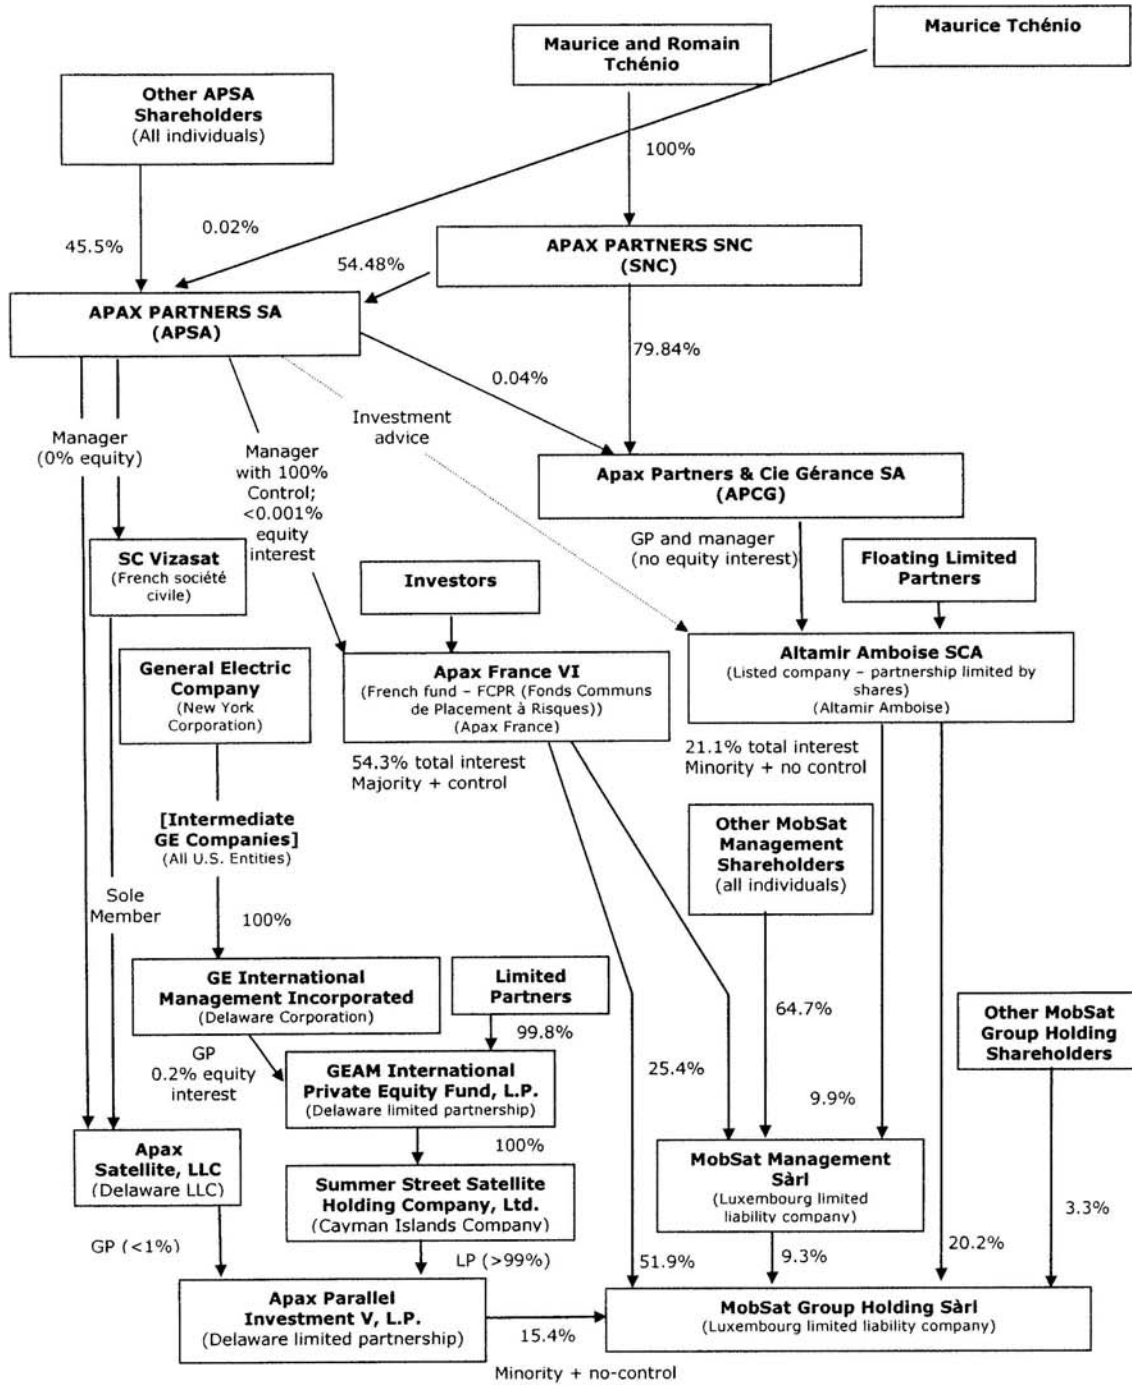 Maurice and Romain
Tchénio
Maurice Tchénio
Other APSA
Shareholders
(All individuals)
100%
0.02%
45.5%
54.48%
APAX PARTNERS SNC
(SNC)
APAX PARTNERS SA
(APSA)
79.84%
0.04%
Investment
advice
Manager
(0% equity)
Manager
with 100%
Control;
<0.001%
equity
interest
Apax Partners & Cie Gérance SA
(APCG)
GP and manager
(no equity interest)
SC Vizasat
(French société
civile)
Investors
Floating Limited
Partners
General Electric
Company
(New York
Corporation)
Apax France VI
(French fund – FCPR (Fonds Communs
de Placement à Risques))
(Apax France)
Altamir Amboise SCA
(Listed company – partnership limited by
shares)
(Altamir Amboise)
54.3% total interest
Majority + control
21.1% total interest
Minority + no control
[Intermediate
GE Companies]
(All U.S. Entities)
Other MobSat
Management
Shareholders
(all individuals)
Sole
Member
100%
GE International
Management Incorporated
(Delaware Corporation)
Limited
Partners
64.7%
Other MobSat
Group Holding
Shareholders
99.8%
GP
0.2% equity
interest
GEAM International
Private Equity Fund, L.P.
(Delaware limited partnership)
25.4%
9.9%
Apax
Satellite, LLC
(Delaware LLC)
100%
MobSat Management
Sàrl
(Luxembourg limited
liability company)
Summer Street Satellite
Holding Company, Ltd.
(Cayman Islands Company)
3.3%
GP (<1%)
LP (>99%)
51.9%
9.3%
20.2%
Apax Parallel
Investment V, L.P.
(Delaware limited partnership)
15.4%
MobSat Group Holding Sàrl
(Luxembourg limited liability company)
Minority + no-control